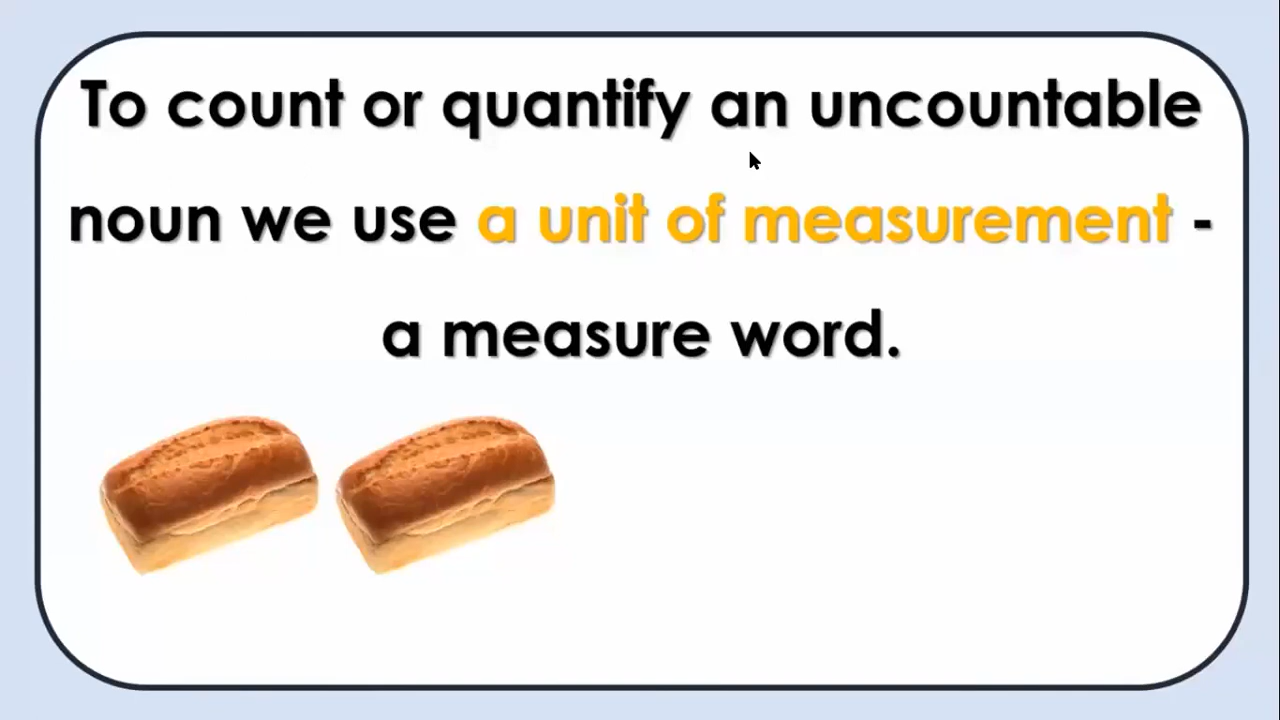 To count or quantify an uncountable
noun we use a unit of measurement -
a measure word.